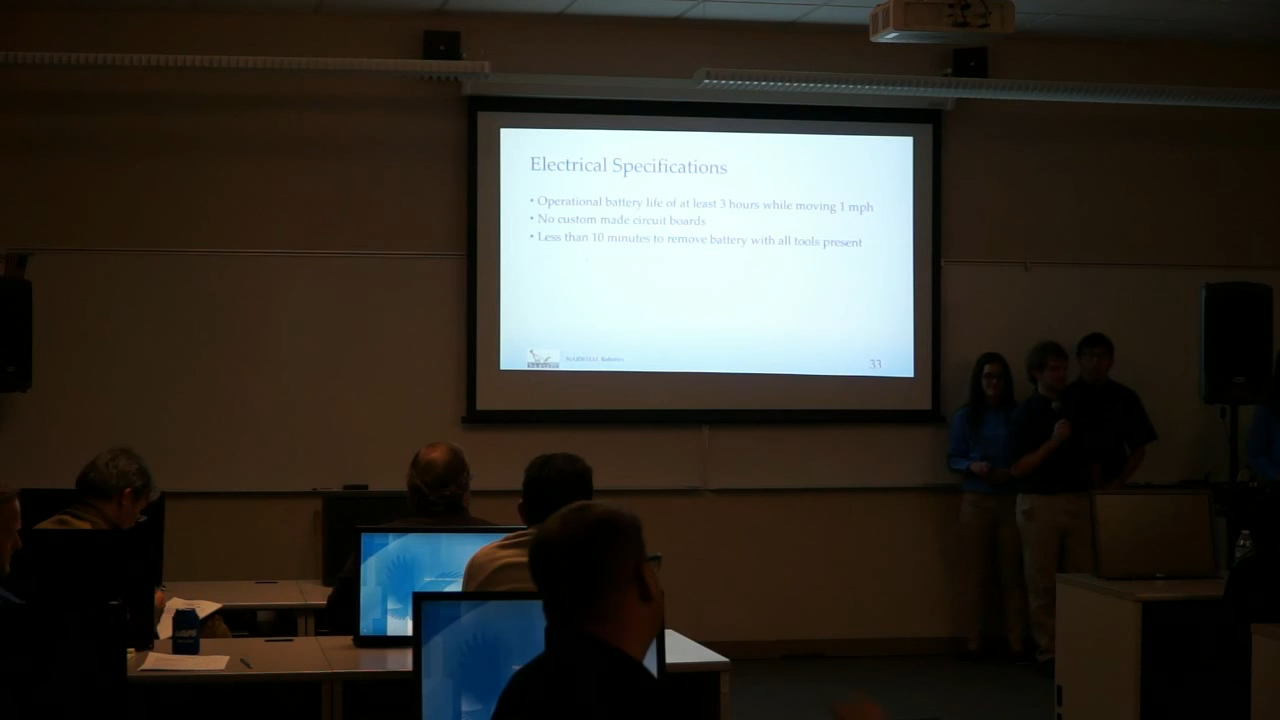 Electrical Specifications
• Operational battery life of at least 3 hours while moving 1 mph
• No custom made circuit boards
• Less than 10 minutes to remove battery with all tools present
Robotics
33